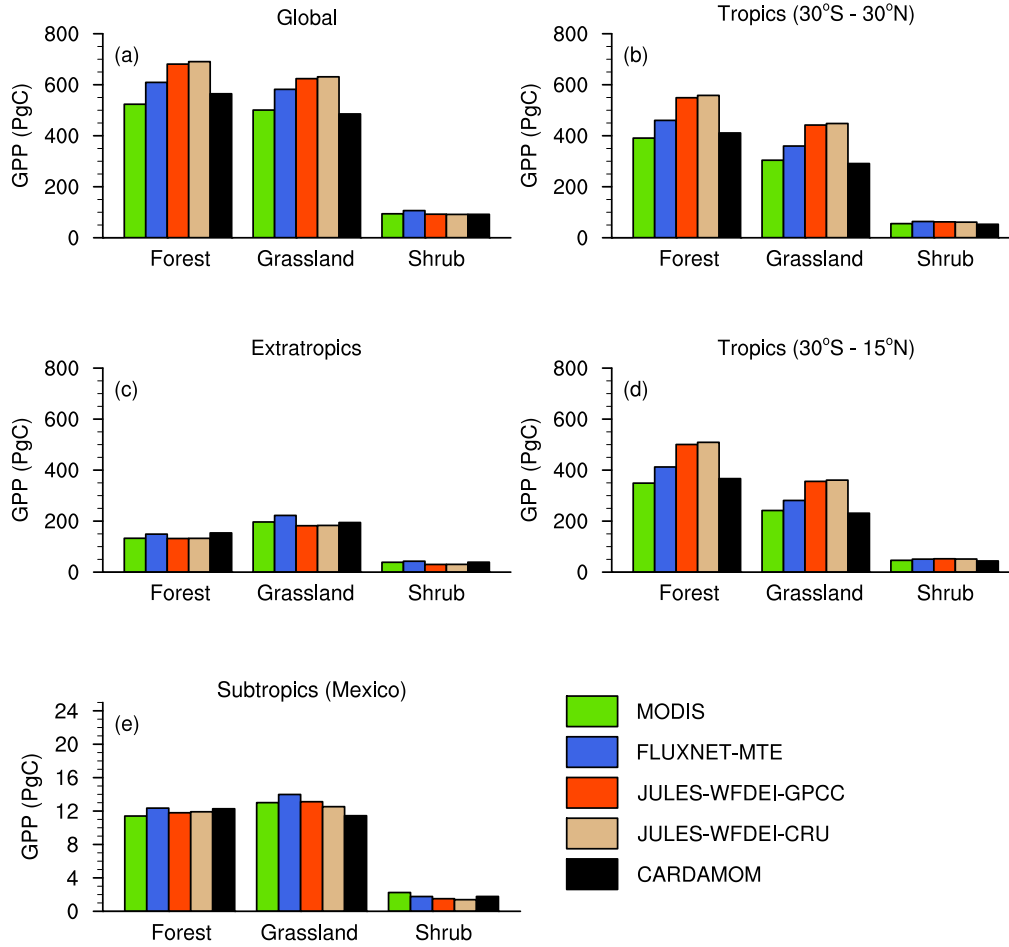 Global
(a)
GPP (PgC)
800
600
400
200
0
Forest Grassland Shrub
Tropics (30°S - 30°N)
(b)
GPP (PgC)
800
600
400
200
0
Forest Grassland Shrub
Extratropics
(c)
GPP (PgC)
800
600
400
200
0
Forest Grassland Shrub
Tropics (30°S - 15°N)
(d)
GPP (PgC)
800
600
400
200
0
Forest Grassland Shrub
Subtropics (Mexico)
(e)
GPP (PgC)
24
20
16
12
8
4
0
Forest Grassland Shrub
MODIS
FLUXNET-MTE
JULES-WFDEI-GPCC
JULES-WFDEI-CRU
CARDAMOM